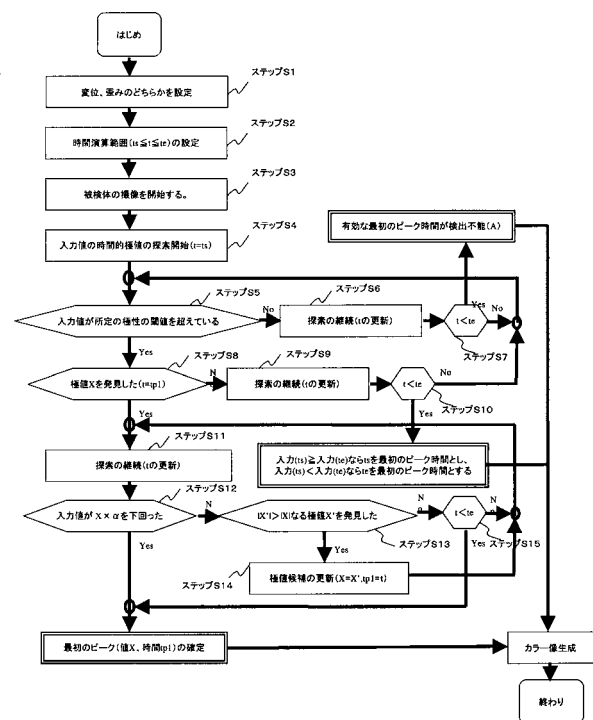 はじめ
ステップS1
変位、歪みのどちらかを設定
ステップS2
時間演算範囲(ts≦t≦te)の設定
ステップS3
被検体の撮像を開始する。
ステップS4
入力値の時間的極値の探索開始(t=ts)
有効な最初のピーク時間が検出不能(A)
ステップS5
入力値が所定の極性の閾値を超えている
No
ステップS6
探索の継続(tの更新)
Yes
t<te
No
ステップS7
Yes
ステップS8
極値Xを発見した(t=tp1)
N
ステップS9
探索の継続(tの更新)
t<te
No
ステップS10
Yes
Yes
入力(ts)≧入力(te)ならtsを最初のピーク時間とし、
入力(ts)<入力(te)ならteを最初のピーク時間とする
ステップS11
探索の継続(tの更新)
ステップS12
入力値が X×αを下回った
N
|X'|>|X|なる極値X'を発見した
N
o
t<te
N
o
Yes
ステップS13
Yes
Yes
ステップS15
ステップS14
極値候補の更新(X=X',tp1=t)
最初のピーク(値X、時間tp1)の確定
カラー像生成
終わり